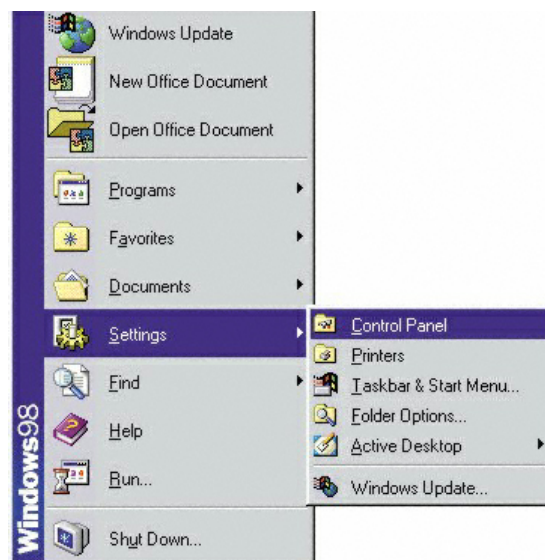 Windows Update
New Office Document
Open Office Document
Programs
Favorites
Documents
Settings
Find
Help
Run...
Shut Down...
Control Panel
Printers
Taskbar & Start Menu...
Folder Options...
Active Desktop
Windows Update...
Windows98